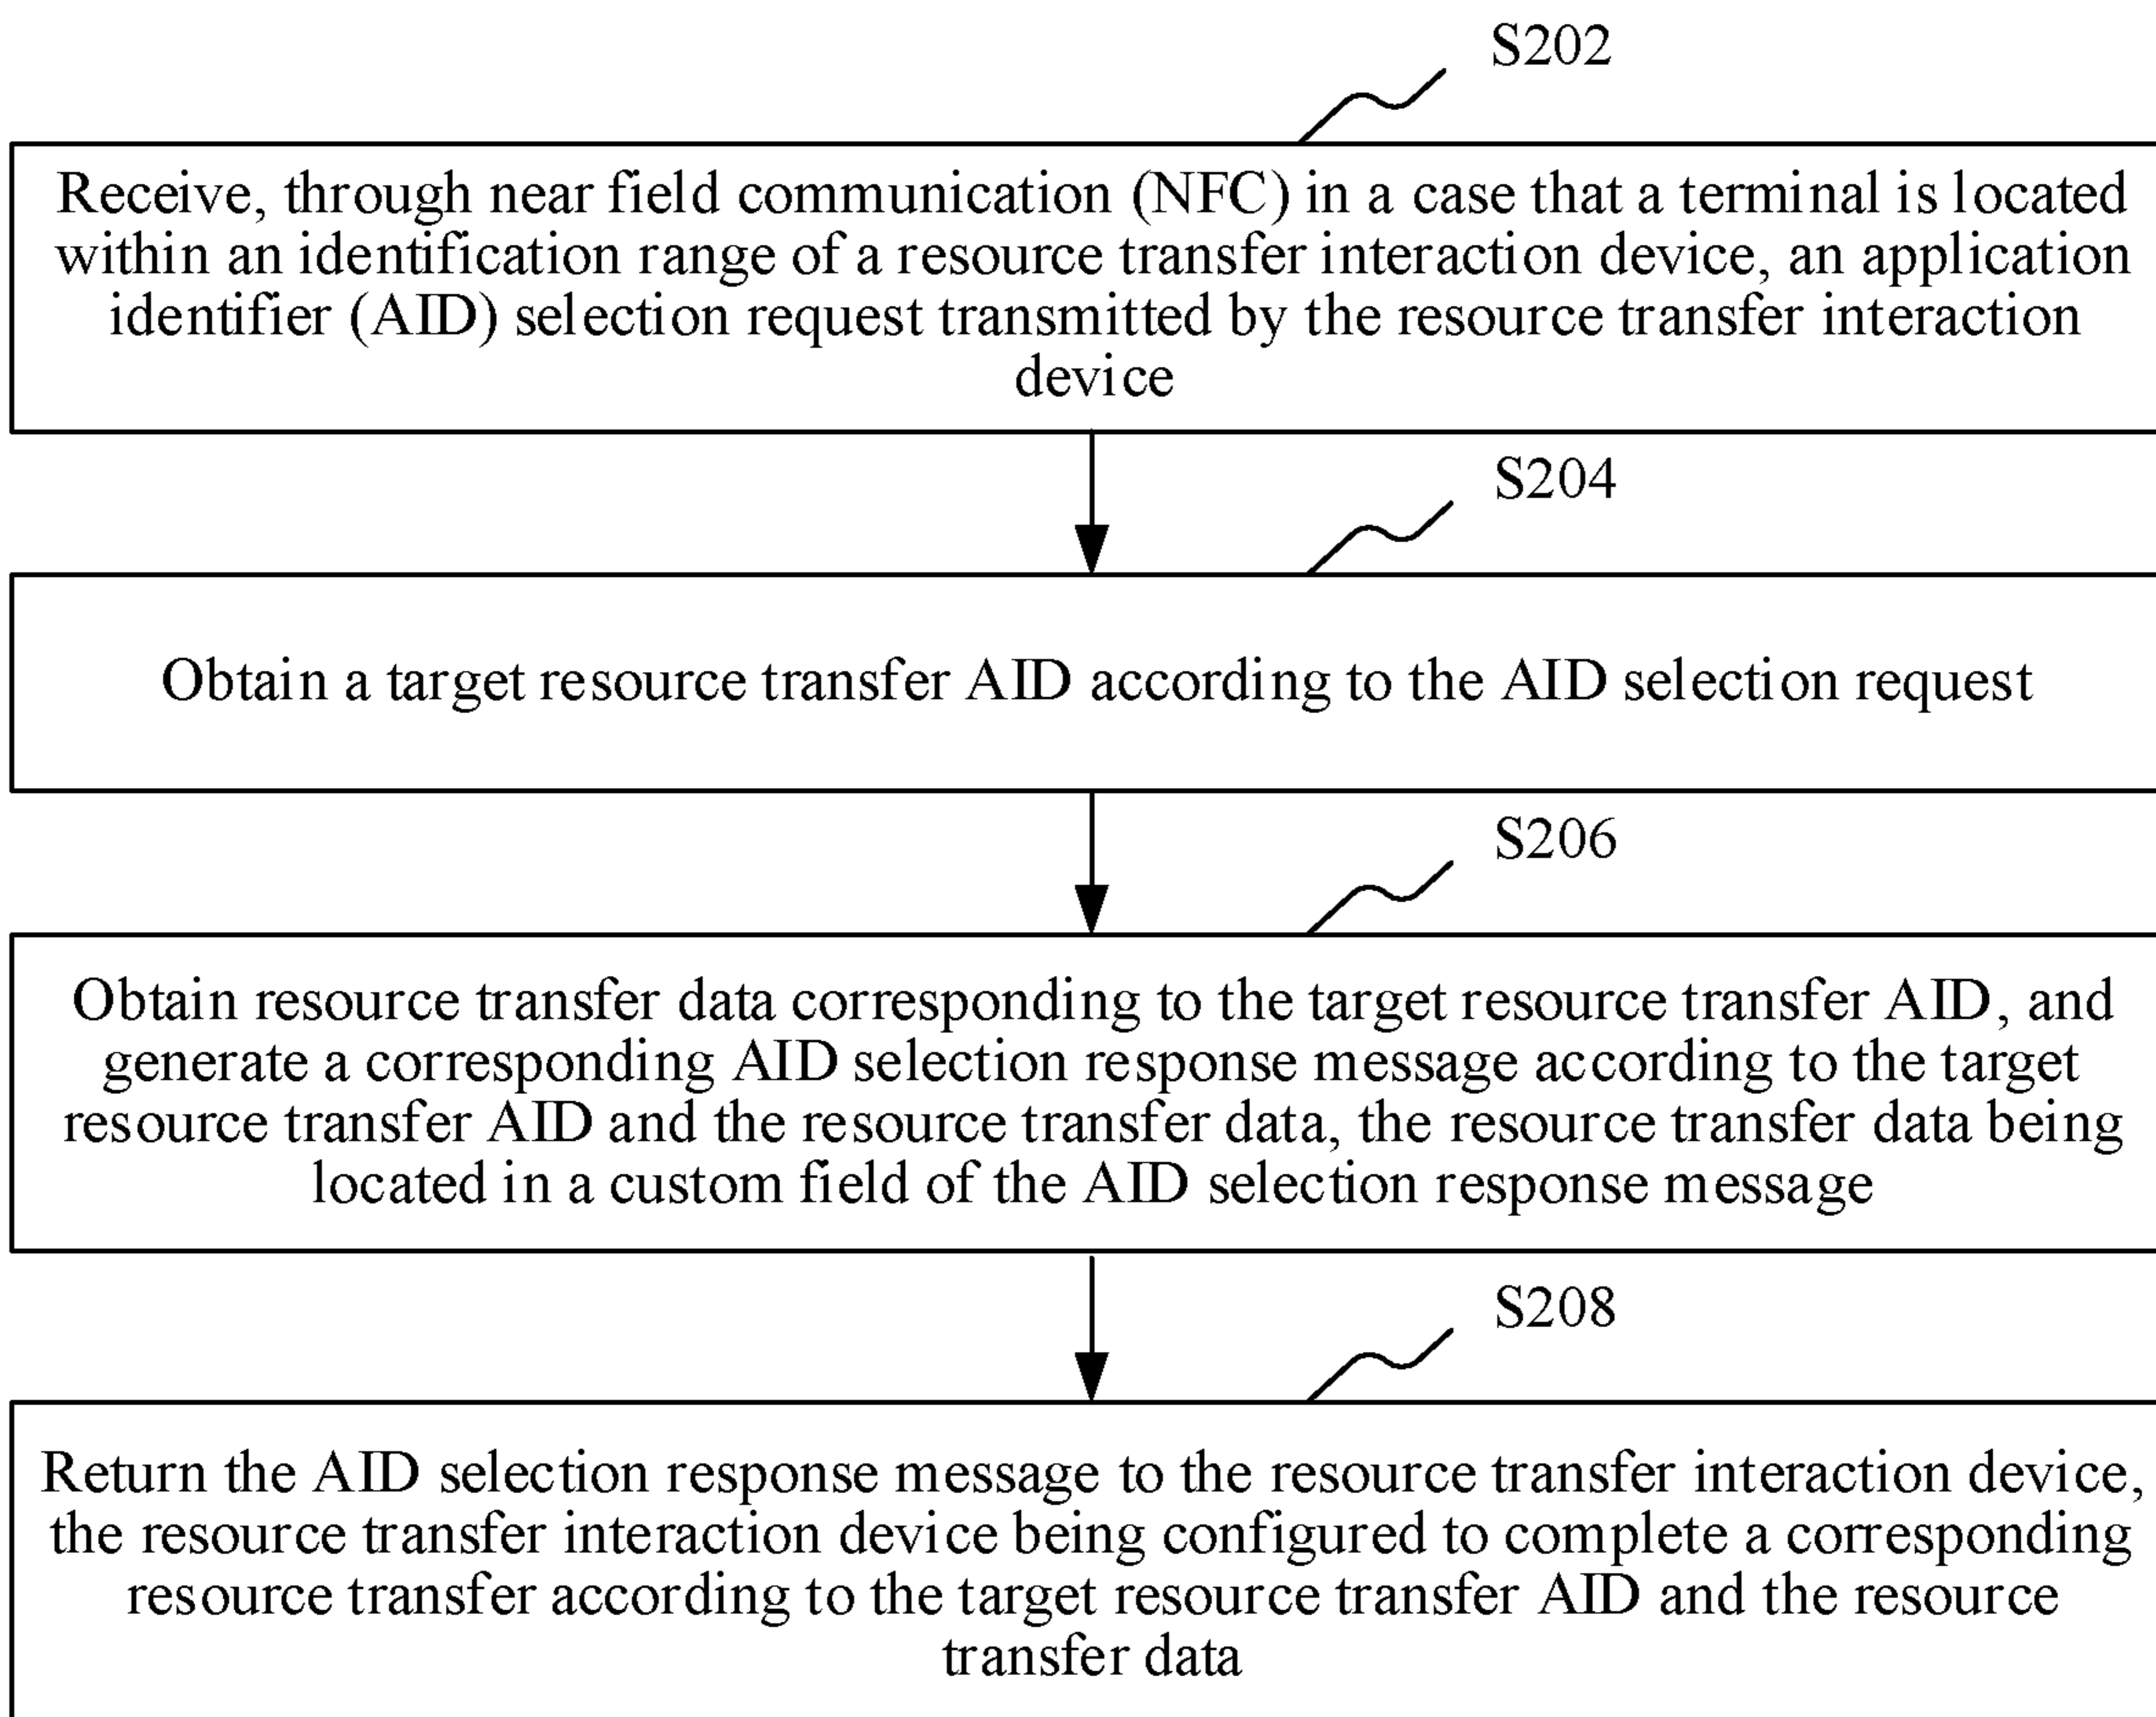 S202
Receive, through near field communication (NFC) in a case that a terminal is located
within an identification range of a resource transfer interaction device, an application
identifier (AID) selection request transmitted by the resource transfer interaction
device
S204
Obtain a target resource transfer AID according to the AID selection request
S206
Obtain resource transfer data corresponding to the target resource transfer AID, and
generate a corresponding AID selection response message according to the target
resource transfer AID and the resource transfer data, the resource transfer data being
located in a custom field of the AID selection response message
S208
Return the AID selection response message to the resource transfer interaction device,
the resource transfer interaction device being configured to complete a corresponding
resource transfer according to the target resource transfer AID and the resource
transfer data